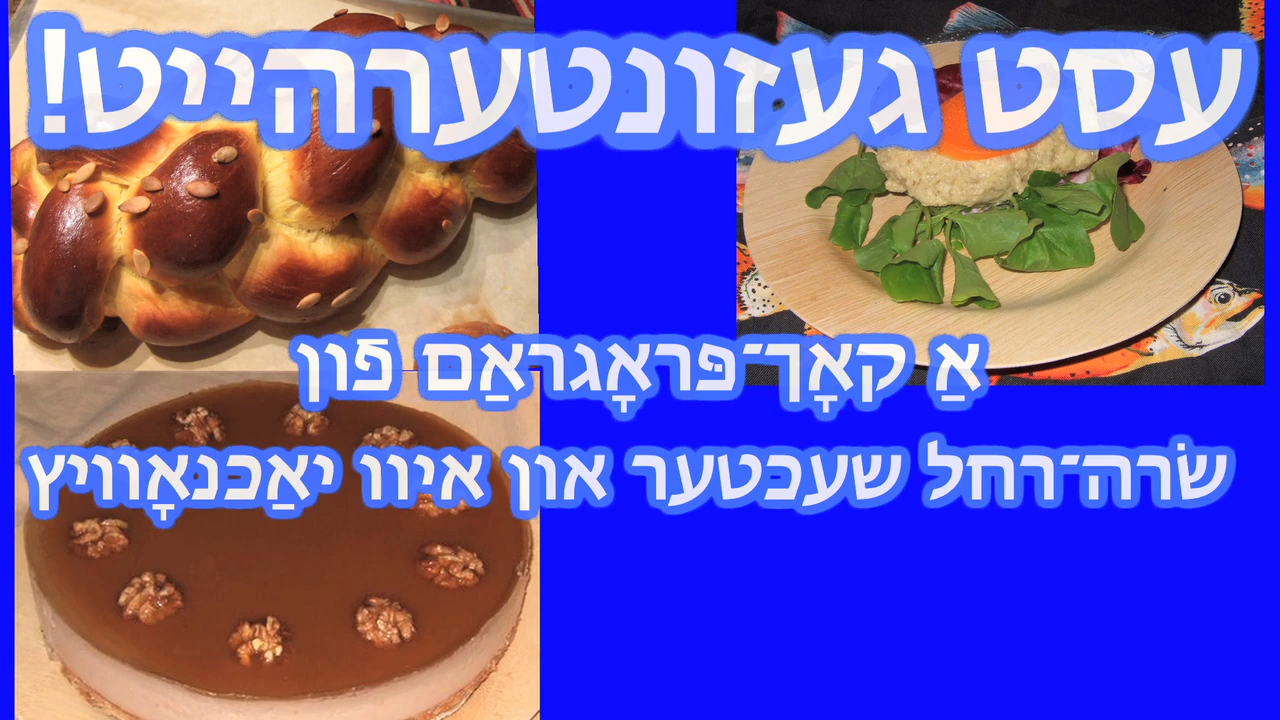 עסט געזונטערהייט!
אַ קאָך־פּראָגראַם פֿון
שׂרה־רחל שעכטער און איוו יאַכנאָוויץ